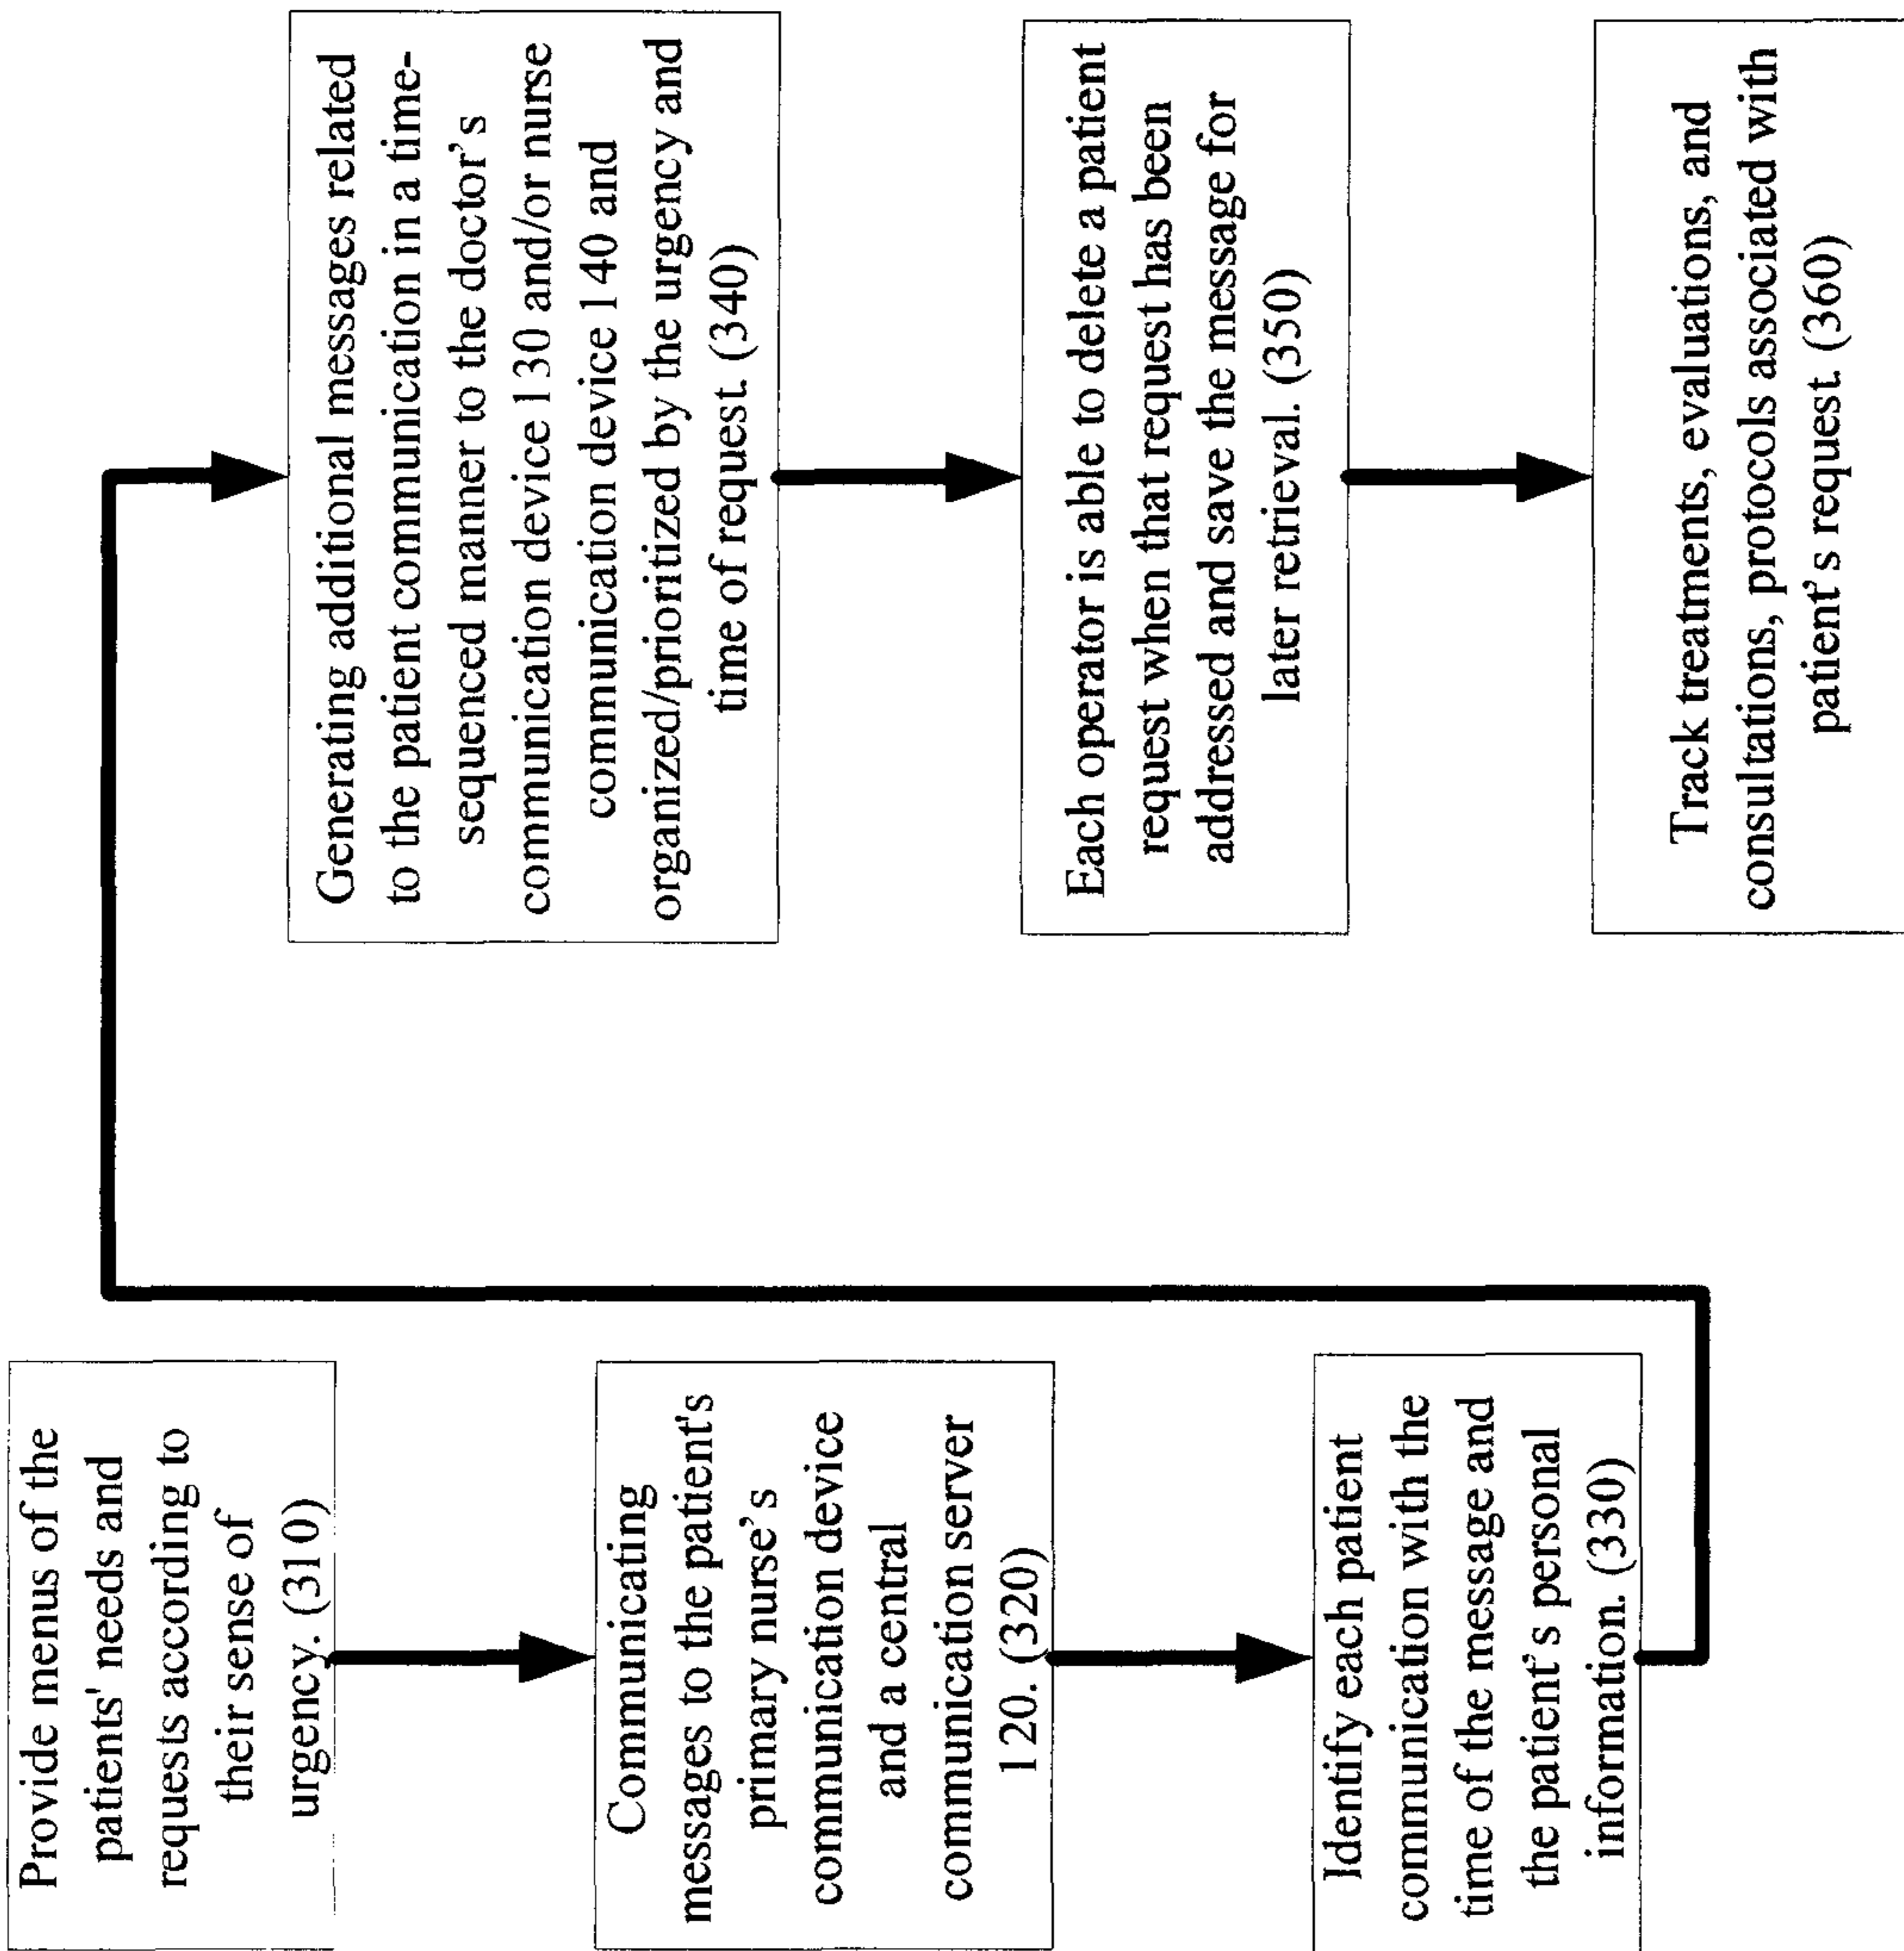 Provide menus of the
patients' needs and
requests according to
their sense of
urgency. (310)
Communicating
messages to the patient's
primary nurse's
communication device
and a central
communication server
120. (320)
Identify each patient
communication with the
time of the message and
the patient's personal
information. (330)
Generating additional messages related
to the patient communication in a time-
sequenced manner to the doctor's
communication device 130 and/or nurse
communication device 140 and
organized/prioritized by the urgency and
time of request. (340)
Each operator is able to delete a patient
request when that request has been
addressed and save the message for
later retrieval. (350)
Track treatments, evaluations, and
consultations, protocols associated with
patient's request. (360)